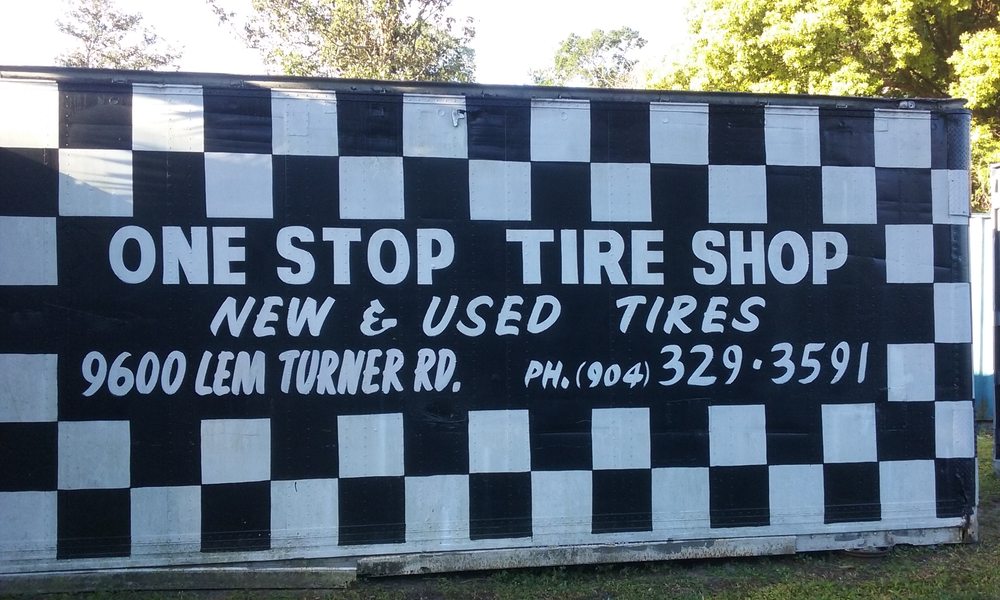 ONE STOP TIRE SHOP
NEW & USED TIRES
9600 LEM TURNER RD. PH. (904) 329·3591